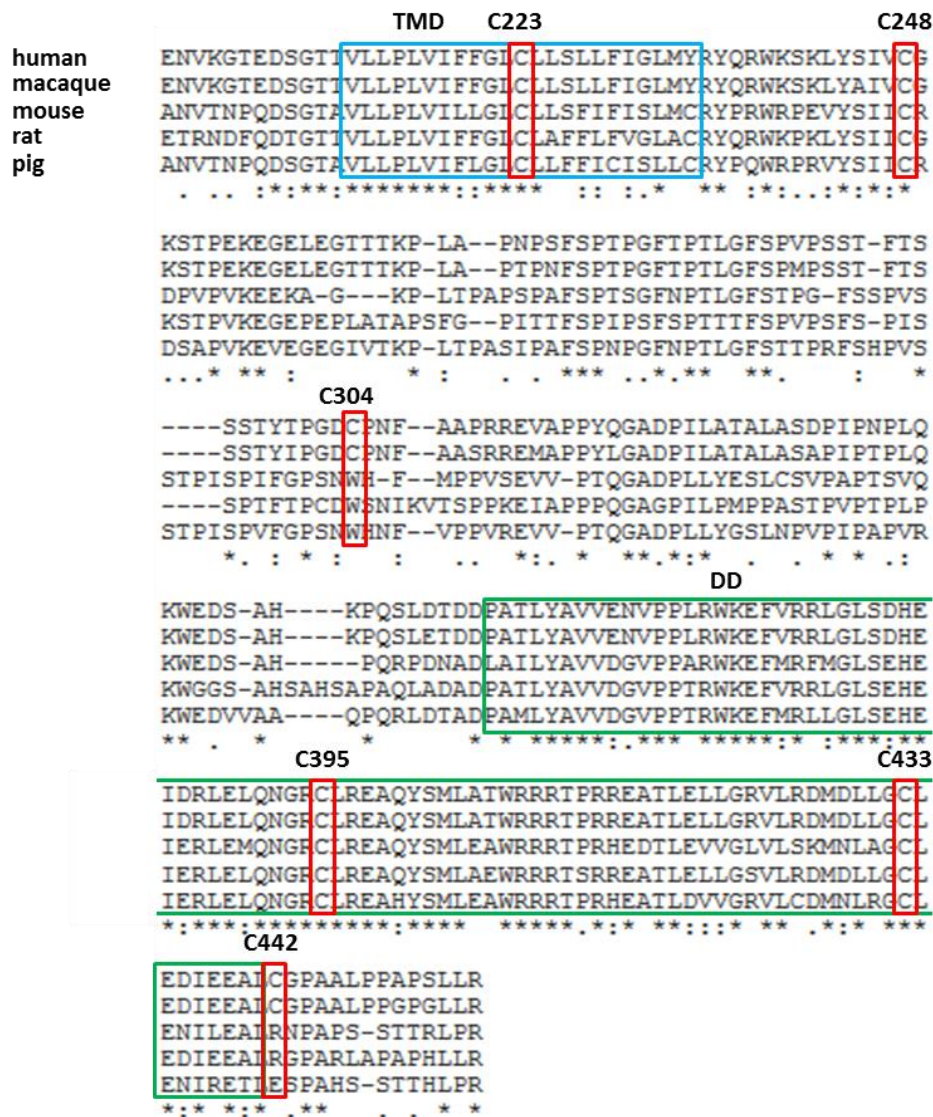 TMD C223 C248
human ENVKGTEDSGTTVLLPLVIFFGLCLLSLLFIGLMYRYQRWKSKLYSIVCG
macaque ENVKGTEDSGTTVLLPLVIFFGLCLLSLLFIGLMYRYQRWKSKLYAIVCG
mouse ANVTNPQDSGTAVLLPLVILLGLCLLSFIFISLMCRYPRWRPEVYSIICR
rat ETRNDFQDTGTTVLLPLVIFFGLCLAFFLFVGLACRYQRWKPKLYSIICG
pig ANVTNPQDSGTAVLLPLVIFLGLCLLFFICISLLCRYPQWRPRVYSIICR
. .. :*:**:*******::**** :: :.* ** :*:..:*:*:*
KSTPEKEGELEGTTTKP-LA--PNPSFSPTPGFTPTLGFSPVPSST-FTS
KSTPEKEGELEGTTTKP-LA--PTPNFSPTPGFTPTLGFSPMPSST-FTS
DPVPVKEEKA-G---KP-LTPAPSPAFSPTSGFNPTLGFSTPG-FSSPVS
KSTPVKEGEPEPLATAPSFG--PITTFSPIPSFSPTTTFSPVPSFS-PIS
DSAPVKEVEGEGIVTKP-LTPASIPAFSPNPGFNPTLGFSTTPRFSHPVS
...* ** : * : . . *** ..*.** **. : *
C304
----SSTYTPGDCPNF--AAPRREVAPPYQGADPILATALASDPIPNPLQ
----SSTYIPGDCPNF--AASRREMAPPYLGADPILATALASAPIPTPLQ
STPISPIFGPSNWH-F--MPPVSEVV-PTQGADPLLYESLCSVPAPTSVQ
----SPTFTPCDWSNIKVTSPPKEIAPPPQGAGPILPMPPASTPVPTPLP
STPISPVFGPSNWHNF--VPPVREVV-PTQGADPLLYGSLNPVPIPAPVR
*. : * : : .. *:. * **.*:* . * * .:
DD
KWEDS-AH----KPQSLDTDDPATLYAVVENVPPLRWKEFVRRLGLSDHE
KWEDS-AH----KPQSLETDDPATLYAVVENVPPLRWKEFVRRLGLSDHE
KWEDS-AH-----PQRPDNADLAILYAVVDGVPPARWKEFMRFMGLSEHE
KWGGS-AHSAHSAPAQLADADPATLYAVVDGVPPTRWKEFVRRLGLSEHE
KWEDVVAA----QPQRLDTADPAMLYAVVDGVPPTRWKEFMRLLGLSEHE
** . * * * * *****:.*** *****:* :***:**
C395 C433
IDRLELQNGRCLREAQYSMLATWRRRTPRREATLELLGRVLRDMDLLGCL
IDRLELQNGRCLREAQYSMLATWRRRTPRREATLELLGRVLRDMDLLGCL
IERLEMQNGRCLREAQYSMLEAWRRRTPRHEDTLEVVGLVLSKMNLAGCL
IERLELQNGRCLREAQYSMLAEWRRRTSRREATLELLGSVLRDMDLLGCL
IERLELQNGRCLREAHYSMLEAWRRRTPRHEATLDVVGRVLCDMNLRGCL
*:***:*********:**** *****.*:* **:::* ** .*:* ***
C442
EDIEEALCGPAALPPAPSLLR
EDIEEALCGPAALPPGPGLLR
ENILEALRNPAPS-STTRLPR
EDIEEALRGPARLAPAPHLLR
ENIRETLESPAHS-STTHLPR
*:* *:* .** . . * *